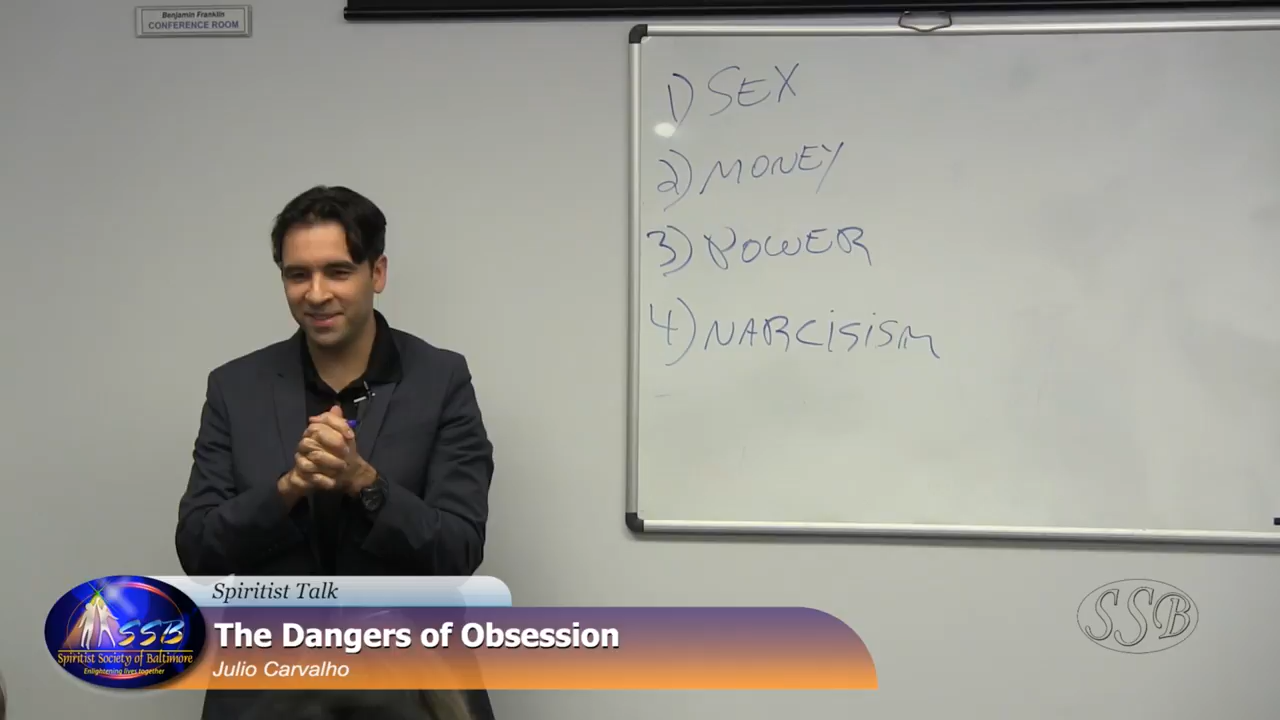 Benjamin Franklin
CONFERENCE ROOM
1) SEX
2) MONEY
3) POWER
4) NARCISISM
Spiritist Talk
The Dangers of Obsession
Julio Carvalho
SSB
Spiritist Society of Baltimore
Enlightening lives together
SSB